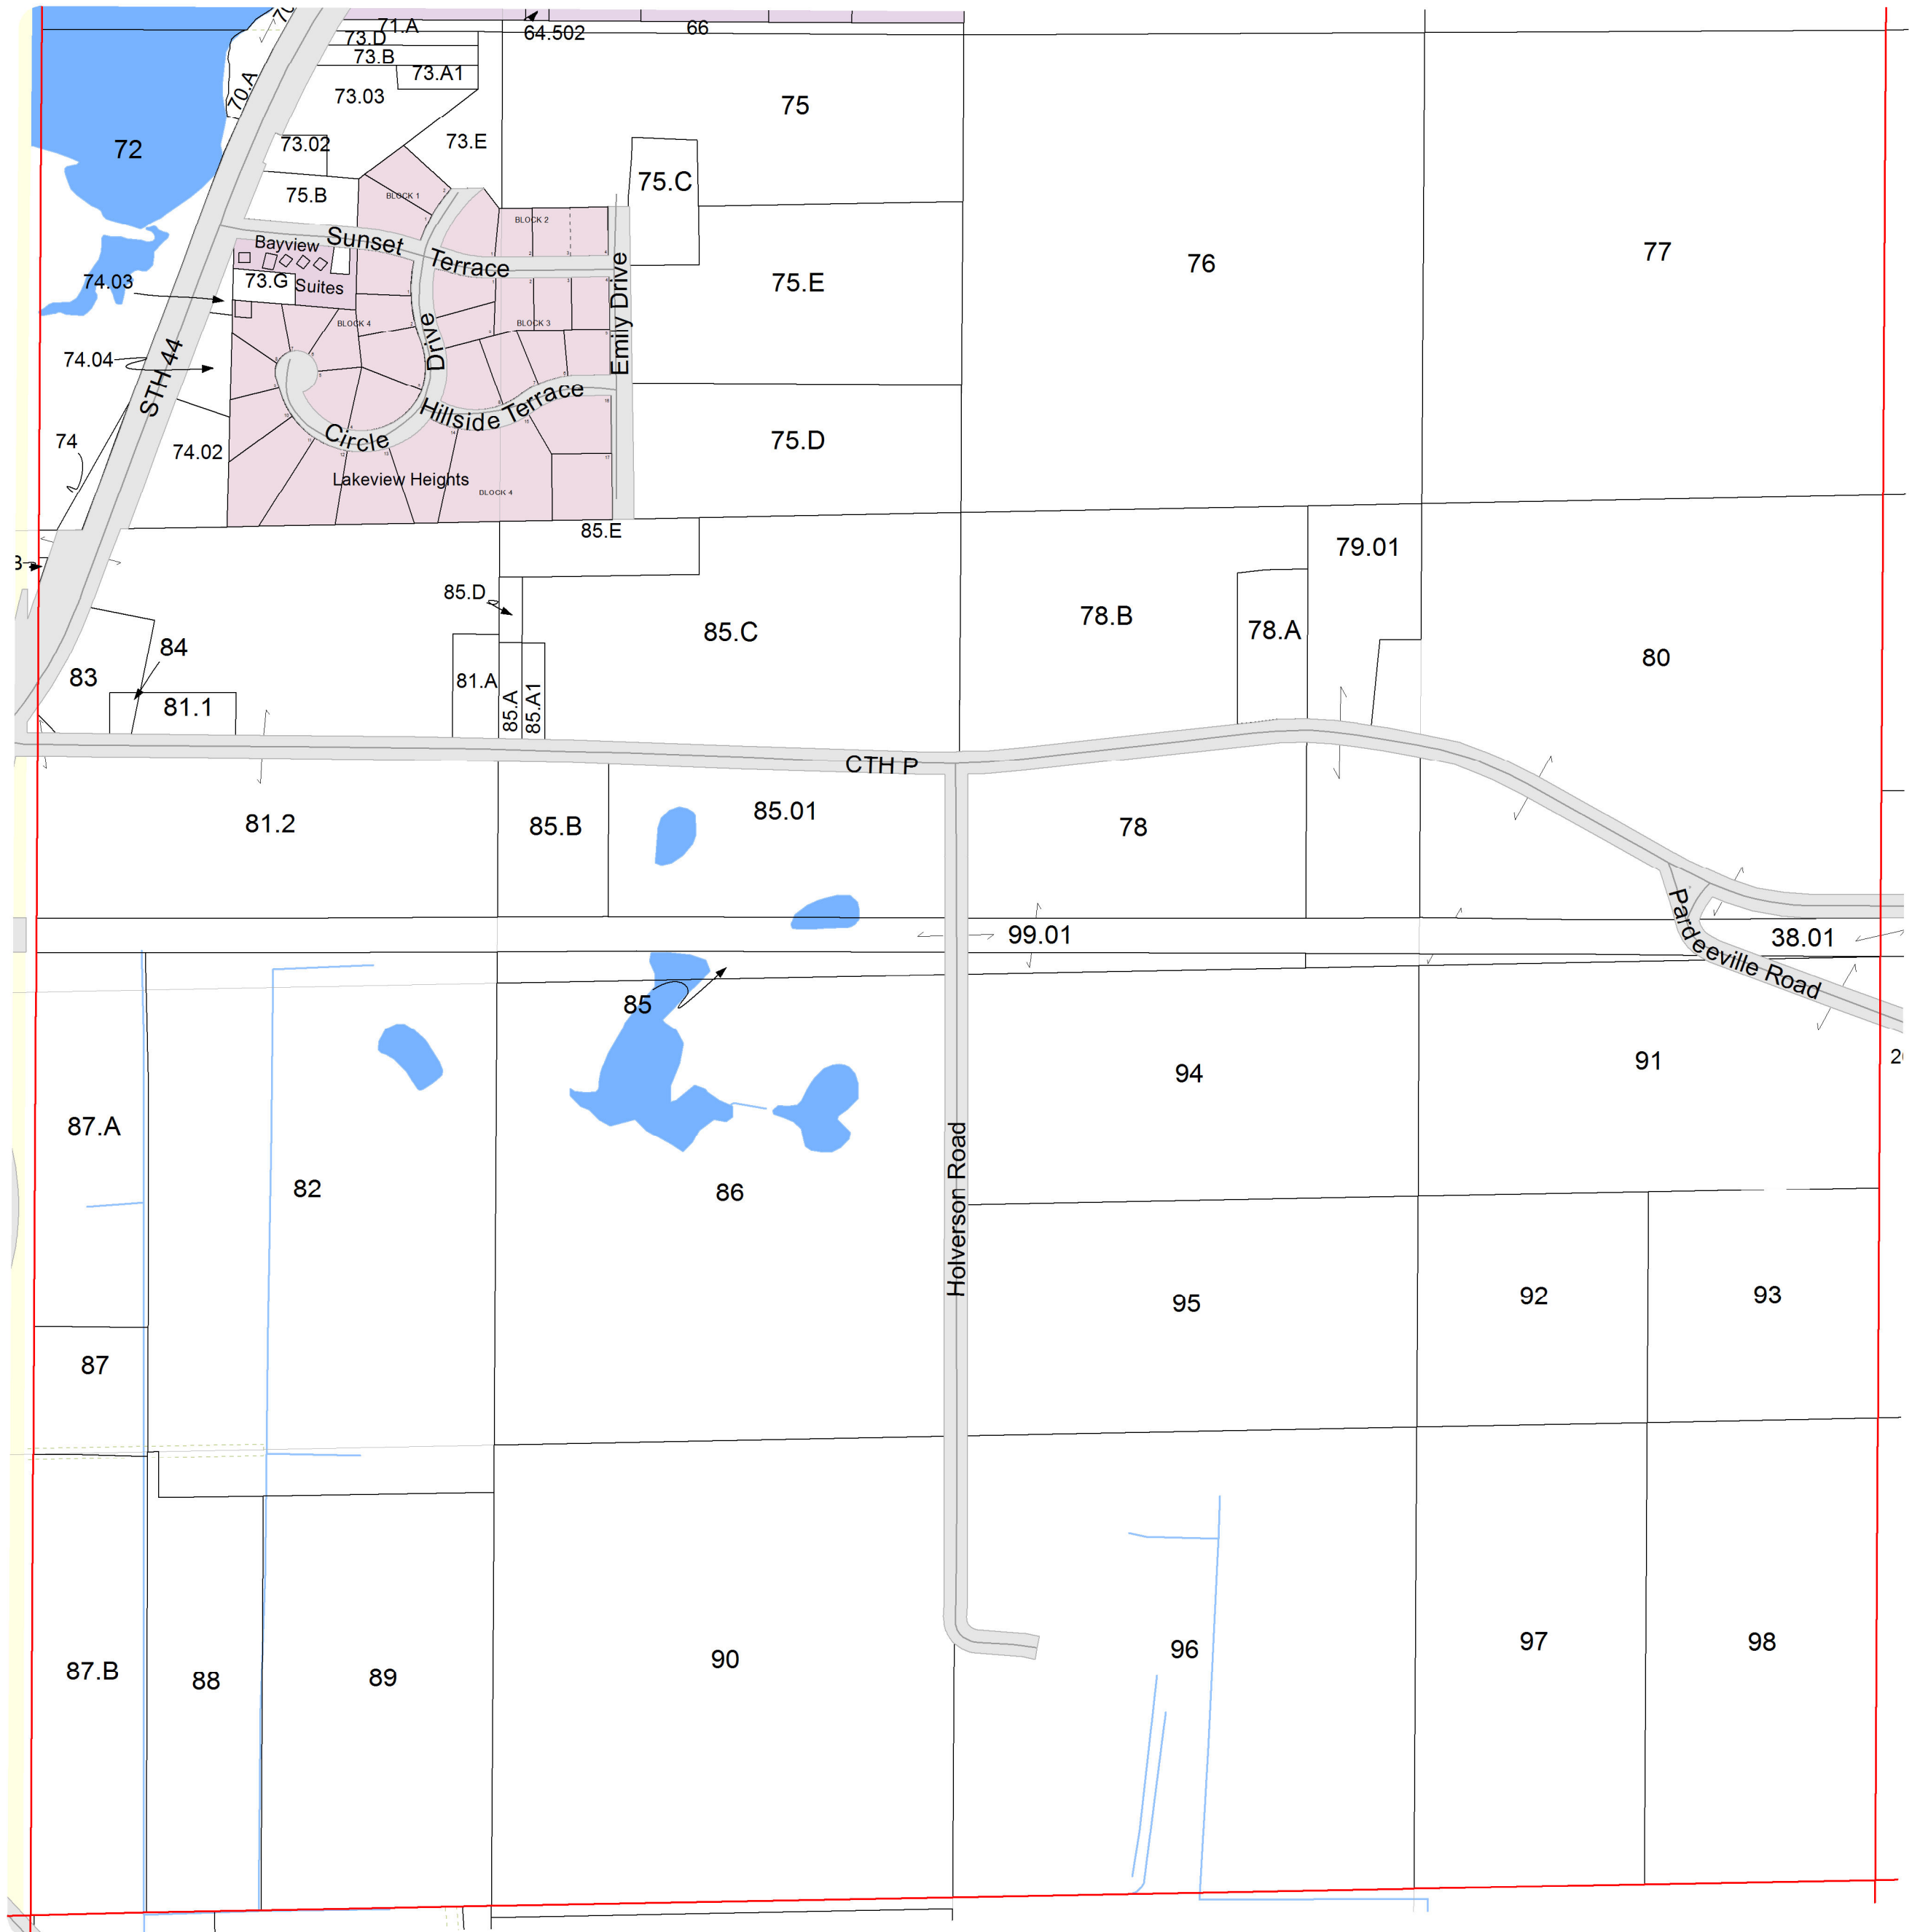 70.A
71.A
73.D
73.B
73.A1
73.03
64.502
66
75
72
73.02
73.E
75.B
75.C
BLOCK 1
BLOCK 2
Bayview
Suites
Sunset Terrace
Emily Drive
76
77
74.03
73.G
75.E
BLOCK 4
BLOCK 3
Circle Drive
74.04
STH 44
Hillside Terrace
74
74.02
75.D
Lakeview Heights
BLOCK 4
85.E
79.01
85.D
78.B
78.A
85.C
84
83
81.1
81.A
85.A
85.A1
80
CTH P
81.2
85.B
85.01
78
99.01
38.01
Pardeeville Road
85
94
91
87.A
82
86
Holverson Road
95
92
93
87
87.B
88
89
90
96
97
98